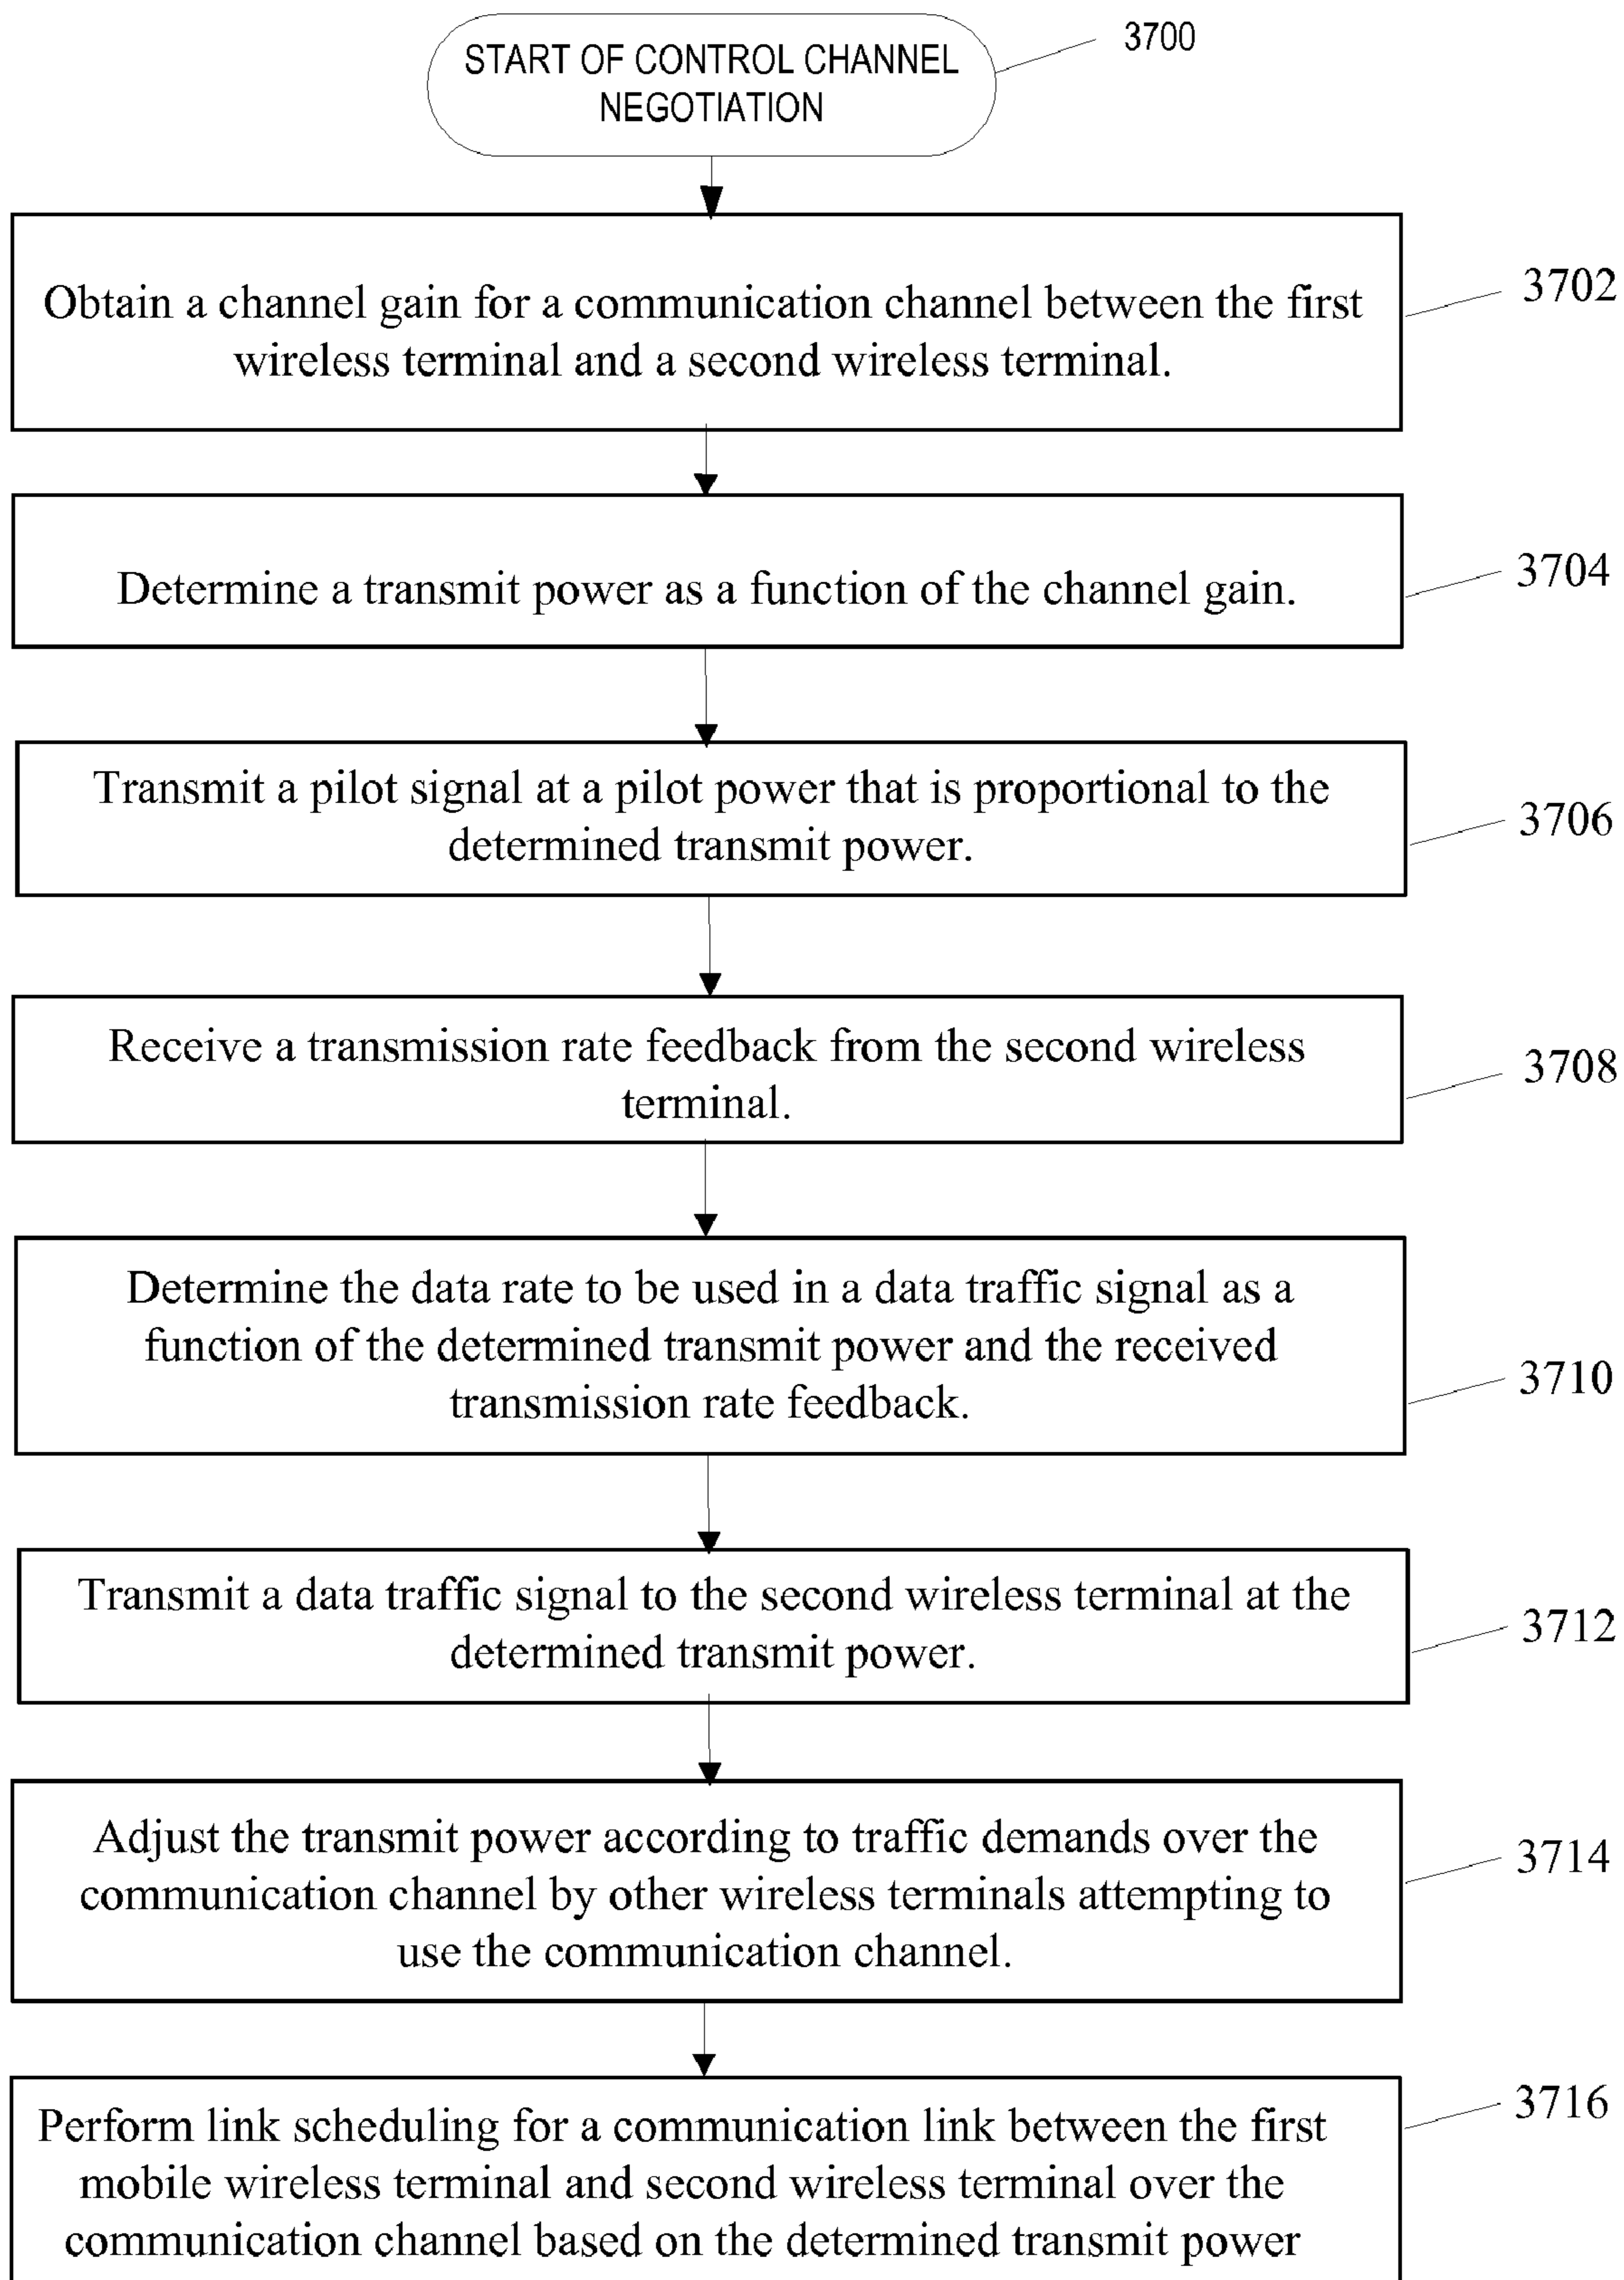 START OF CONTROL CHANNEL
NEGOTIATION
3700
Obtain a channel gain for a communication channel between the first
wireless terminal and a second wireless terminal.
3702
Determine a transmit power as a function of the channel gain.
3704
Transmit a pilot signal at a pilot power that is proportional to the
determined transmit power.
3706
Receive a transmission rate feedback from the second wireless
terminal.
3708
Determine the data rate to be used in a data traffic signal as a
function of the determined transmit power and the received
transmission rate feedback.
3710
Transmit a data traffic signal to the second wireless terminal at the
determined transmit power.
3712
Adjust the transmit power according to traffic demands over the
communication channel by other wireless terminals attempting to
use the communication channel.
3714
Perform link scheduling for a communication link between the first
mobile wireless terminal and second wireless terminal over the
communication channel based on the determined transmit power
3716